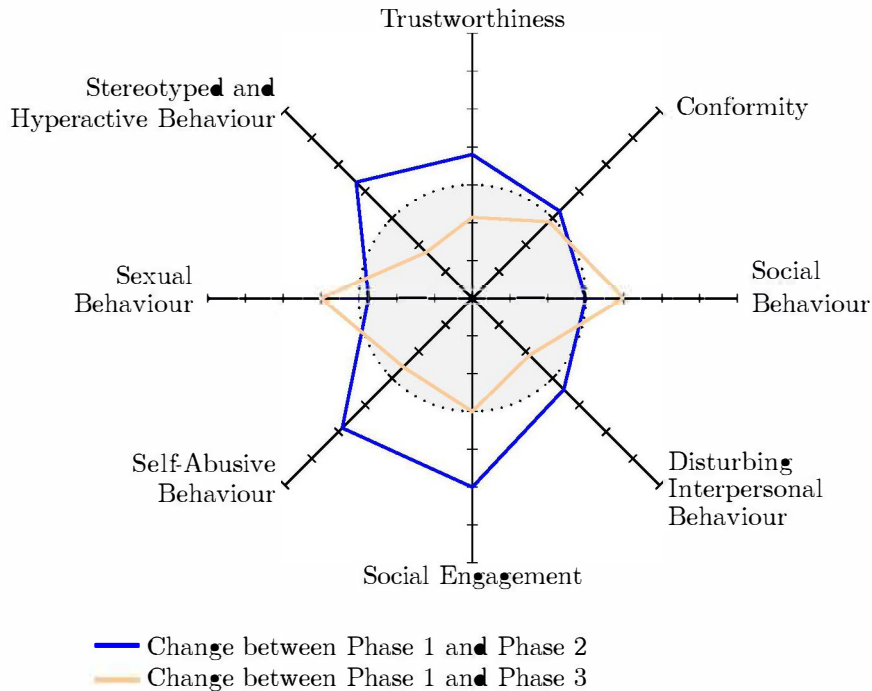 Trustworthiness
Stereotyped and
Hyperactive Behaviour
Conformity
Sexual
Behaviour
Social
Behaviour
Self-Abusive
Behaviour
Disturbing
Interpersonal
Behaviour
Social Engagement
Change between Phase 1 and Phase 2
Change between Phase 1 and Phase 3